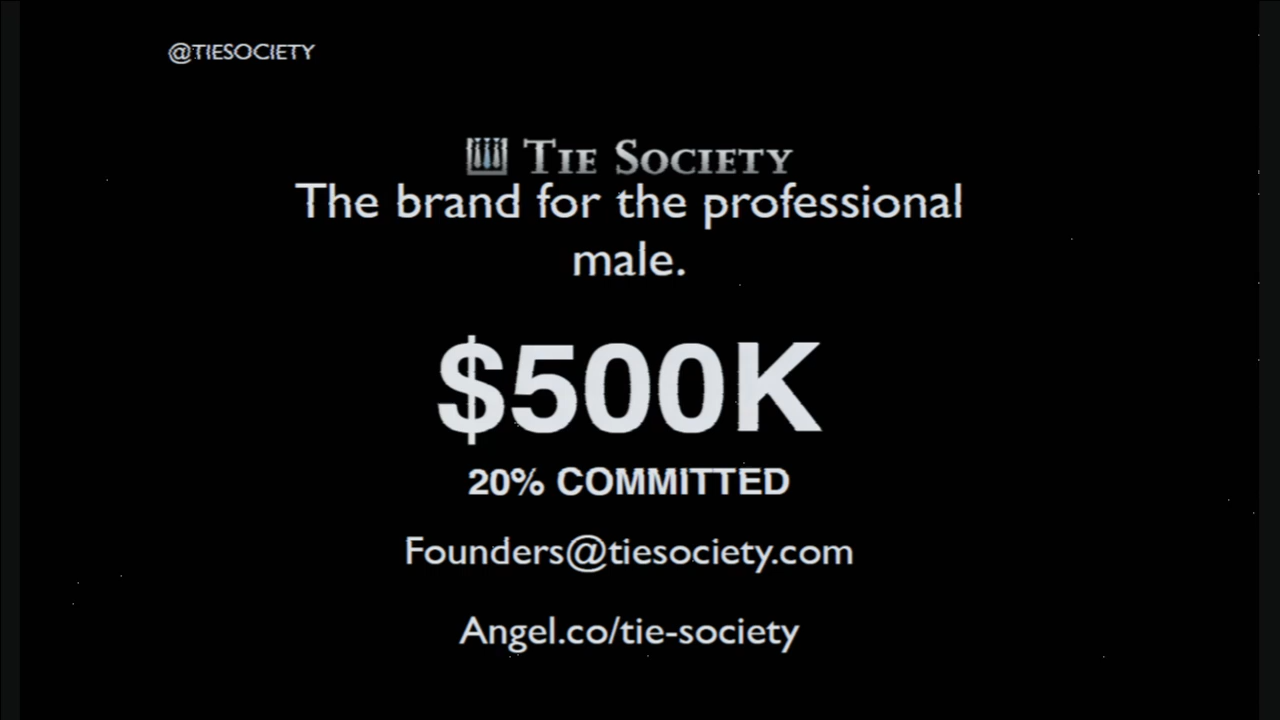 @TIESOCIETY
TIE SOCIETY
The brand for the professional
male.
$500K
20% COMMITTED
Founders@tiesociety.com
Angel.co/tie-society